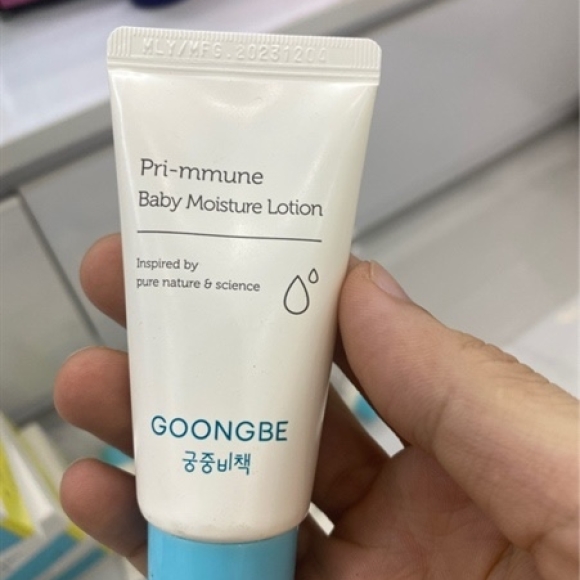 MLY/MFG.20231204
Pri-mmune
Baby Moisture Lotion
Inspired by
pure nature & science
GOONGBE
궁중비책